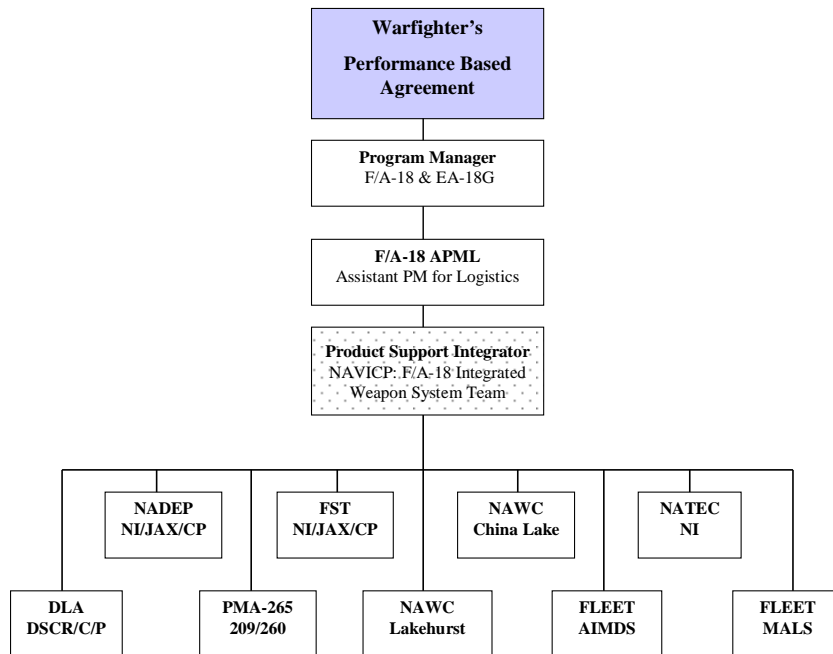 Warfighter's
Performance Based
Agreement
Program Manager
F/A-18 & EA-18G
F/A-18 APML
Assistant PM for Logistics
Product Support Integrator
NAVICP: F/A-18 Integrated
Weapon System Team
NADEP
NI/JAX/CP
FST
NI/JAX/CP
NAWC
China Lake
NATEC
NI
DLA
DSCR/C/P
PMA-265
209/260
NAWC
Lakehurst
FLEET
AIMDS
FLEET
MALS